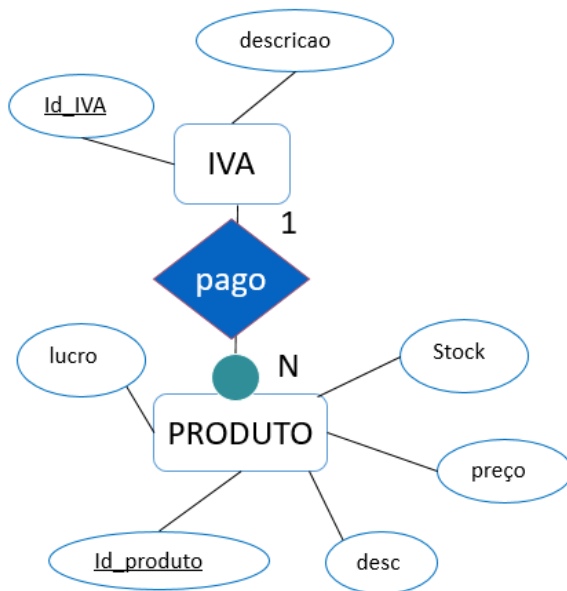 descricao
Id_IVA
IVA
1
pago
lucro
N
Stock
PRODUTO
preço
Id_produto
desc